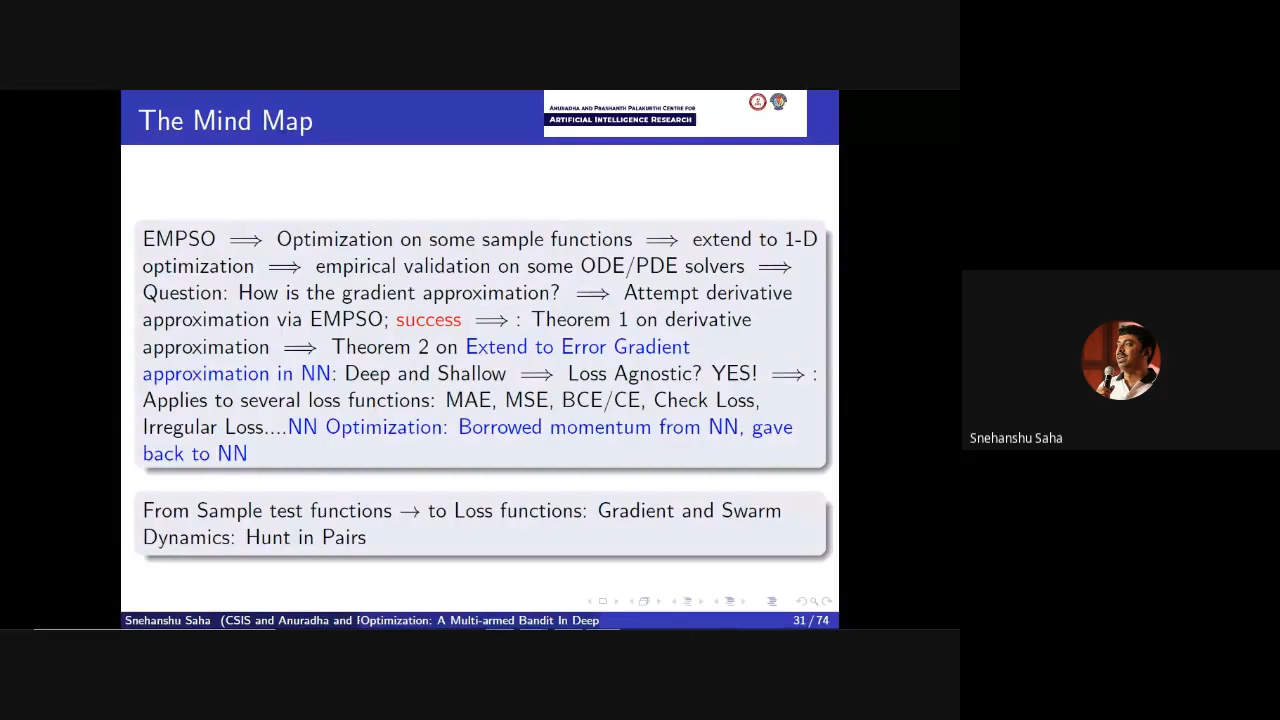 The Mind Map
ANURADHA AND PRASHANTH PALAKURTHI CENTRE FOR
ARTIFICIAL INTELLIGENCE RESEARCH
EMPSO ⟹ Optimization on some sample functions ⟹ extend to 1-D
optimization ⟹ empirical validation on some ODE/PDE solvers ⟹
Question: How is the gradient approximation? ⟹ Attempt derivative
approximation via EMPSO; success ⟹ : Theorem 1 on derivative
approximation ⟹ Theorem 2 on Extend to Error Gradient
approximation in NN: Deep and Shallow ⟹ Loss Agnostic? YES! ⟹ :
Applies to several loss functions: MAE, MSE, BCE/CE, Check Loss,
Irregular Loss....NN Optimization: Borrowed momentum from NN, gave
back to NN
From Sample test functions → to Loss functions: Gradient and Swarm
Dynamics: Hunt in Pairs
Snehanshu Saha (CSIS and Anuradha and POptimization: A Multi-armed Bandit In Deep 31 / 74
Snehanshu Saha